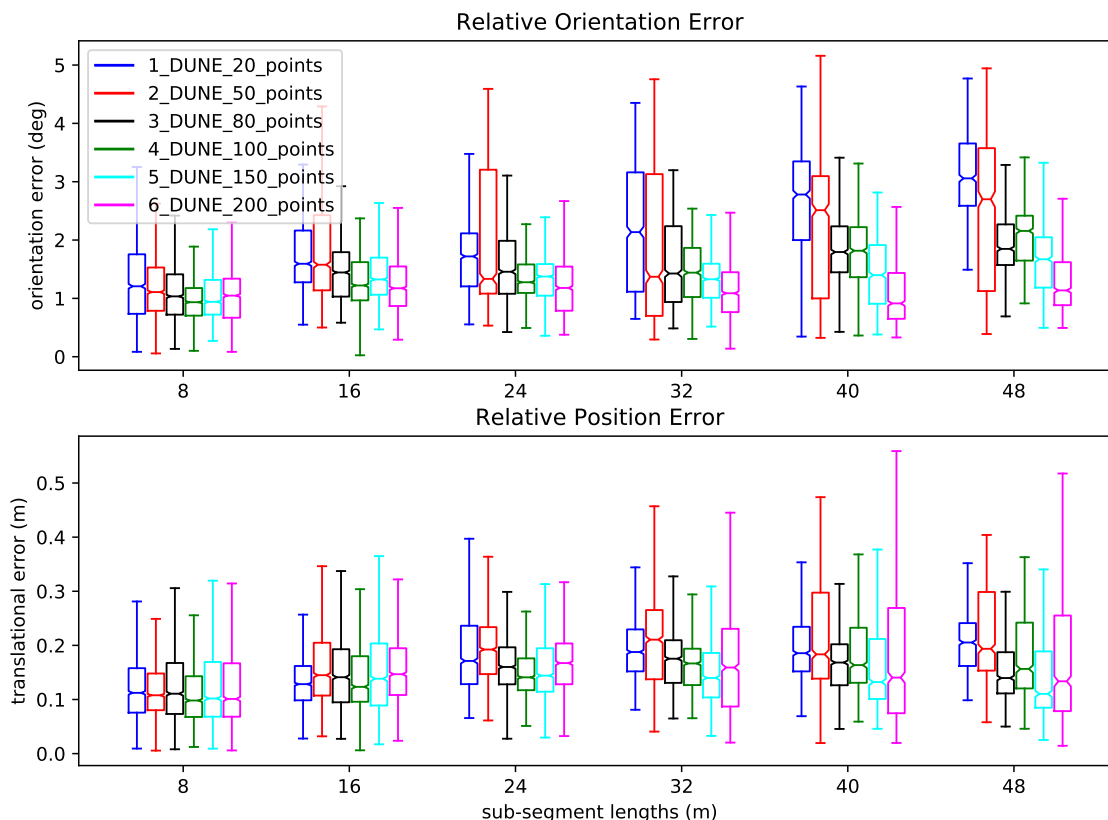 Relative Orientation Error
orientation error (deg)
5
4
3
2
1
0
1_DUNE_20_points
2_DUNE_50_points
3_DUNE_80_points
4_DUNE_100_points
5_DUNE_150_points
6_DUNE_200_points
8 16 24 32 40 48
Relative Position Error
translational error (m)
0.5
0.4
0.3
0.2
0.1
0.0
8 16 24 32 40 48
sub-segment lengths (m)